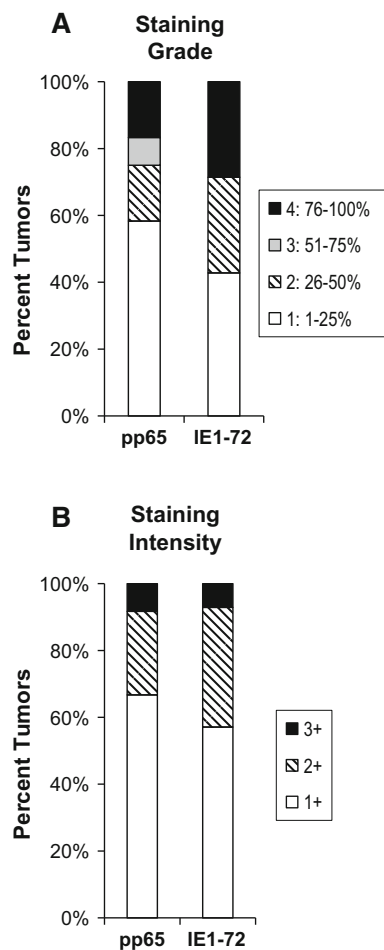 A
Staining
Grade
Percent Tumors
100%
80%
60%
40%
20%
0%
pp65
IE1-72
4: 76-100%
3: 51-75%
2: 26-50%
1: 1-25%
B
Staining
Intensity
Percent Tumors
100%
80%
60%
40%
20%
0%
pp65
IE1-72
3+
2+
1+